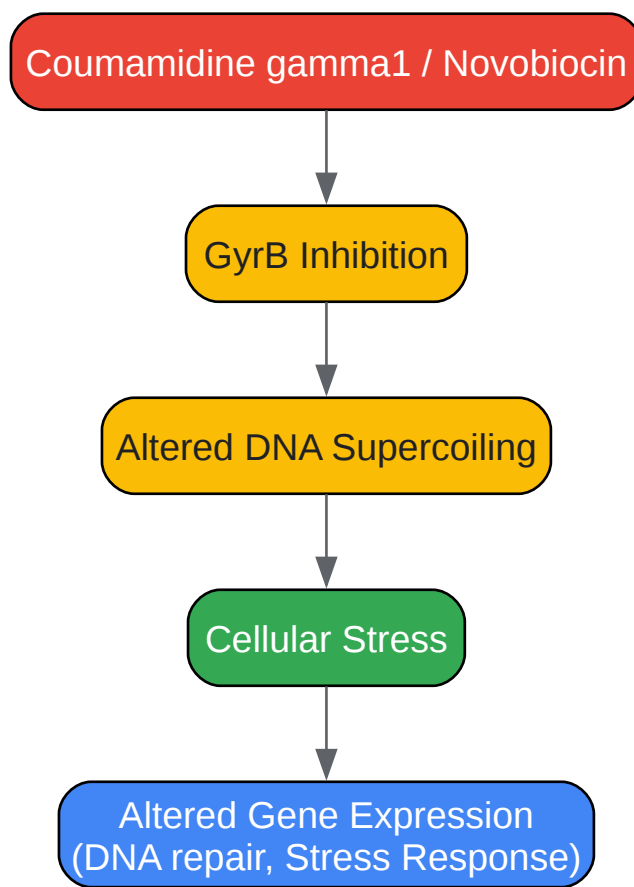 Coumamidine gamma1 / Novobiocin
GyrB Inhibition
Altered DNA Supercoiling
Cellular Stress
Altered Gene Expression
(DNA repair, Stress Response)